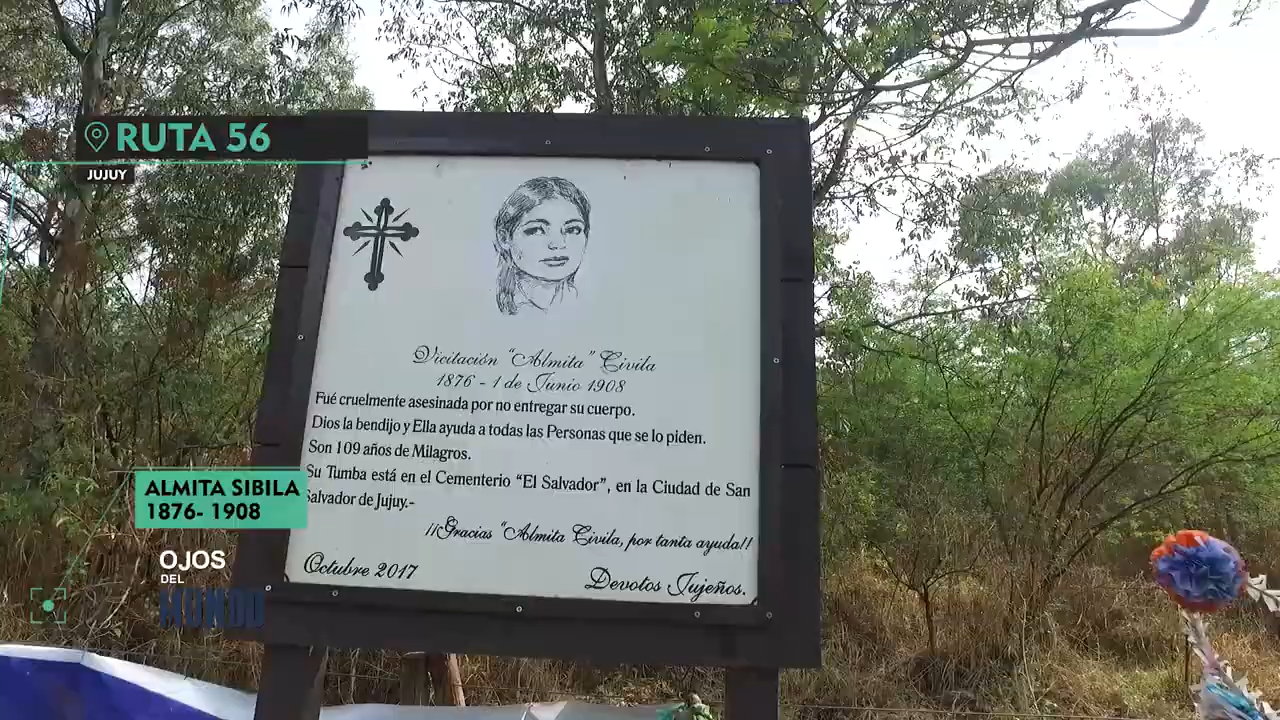 RUTA 56
JUJUY
Vicitación "Almita" Civila
1876 - 1 de Junio 1908
Fué cruelmente asesinada por no entregar su cuerpo.
Dios la bendijo y Ella ayuda a todas las Personas que se lo piden.
Son 109 años de Milagros.
Su Tumba está en el Cementerio "El Salvador", en la Ciudad de San
Salvador de Jujuy.-
¡¡Gracias "Almita Civila, por tanta ayuda!!
Octubre 2017
Devotos Jujeños.
ALMITA SIBILA
1876- 1908
OJOS
DEL
MUNDO